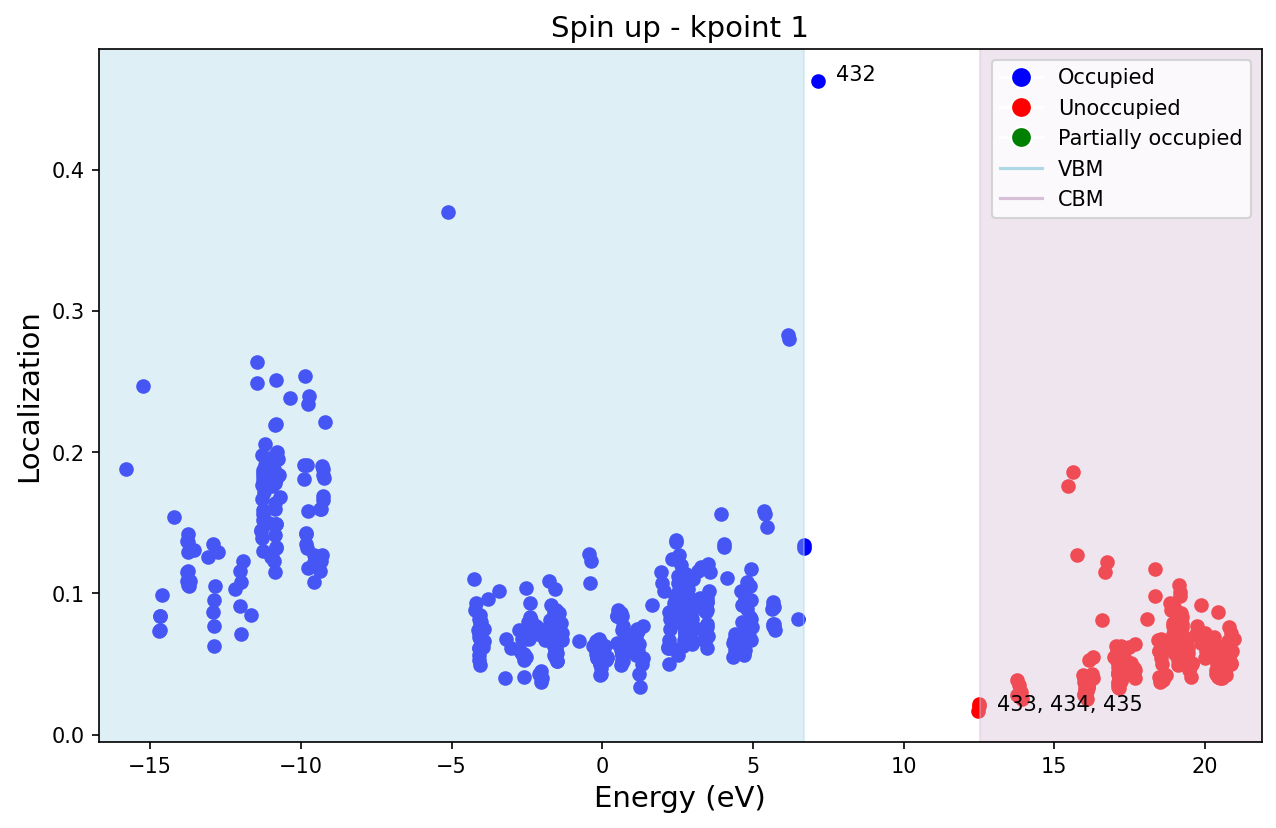 Spin up - kpoint 1
Localization
0.4
0.3
0.2
0.1
0.0
432
433, 434, 435
Occupied
Unoccupied
Partially occupied
VBM
CBM
−15 −10 −5 0 5 10 15 20
Energy (eV)